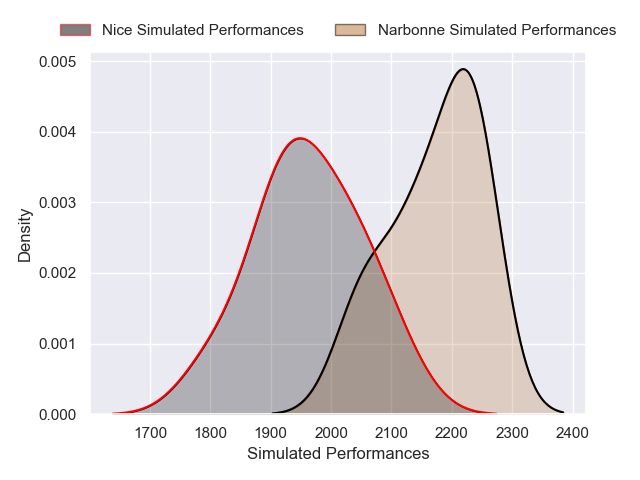 Nice Simulated Performances
Narbonne Simulated Performances
0.005
0.004
0.003
0.002
0.001
0.000
Density
1700 1800 1900 2000 2100 2200 2300 2400
Simulated Performances